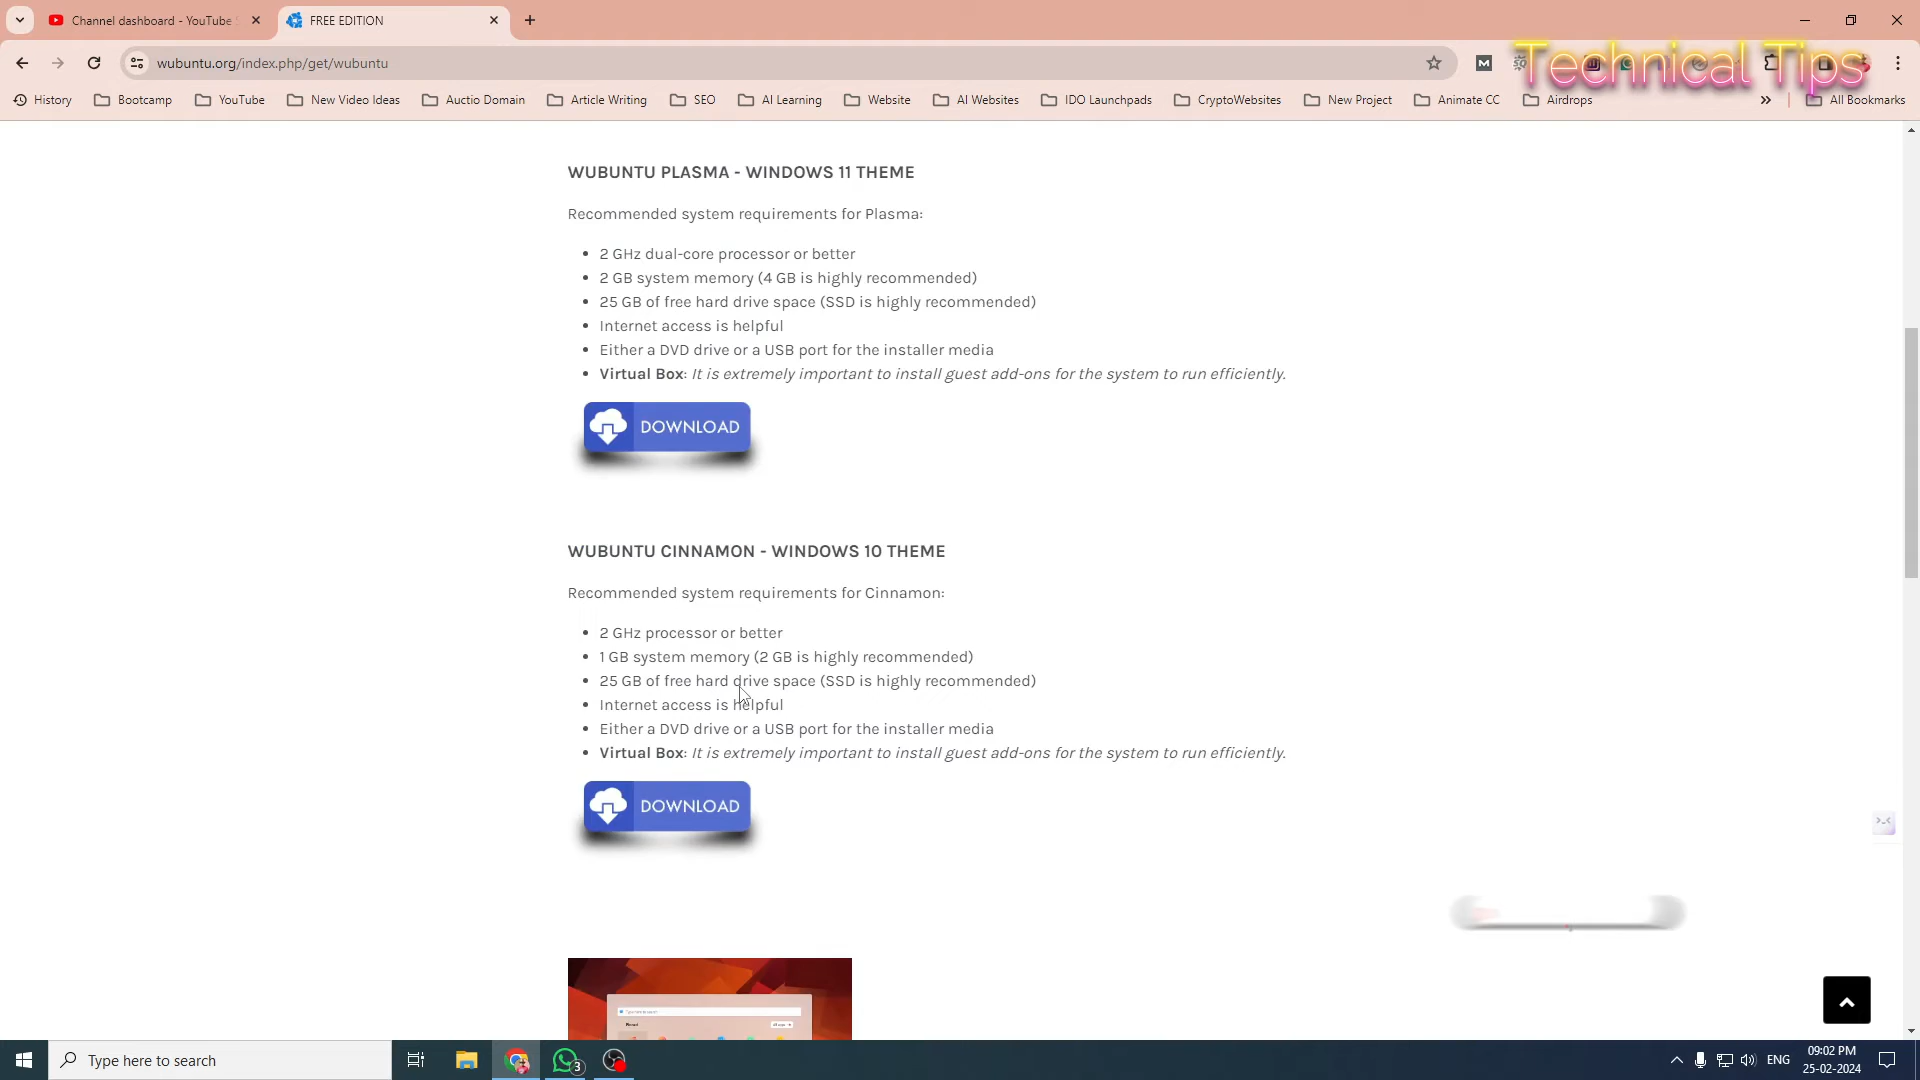 Channel dashboard - YouTube
FREE EDITION
wubuntu.org/index.php/get/wubuntu
Technical Tips
History
Bootcamp
YouTube
New Video Ideas
Auctio Domain
Article Writing
SEO
AI Learning
Website
AI Websites
IDO Launchpads
CryptoWebsites
New Project
Animate CC
Airdrops
All Bookmarks
WUBUNTU PLASMA - WINDOWS 11 THEME
Recommended system requirements for Plasma:
2 GHz dual-core processor or better
2 GB system memory (4 GB is highly recommended)
25 GB of free hard drive space (SSD is highly recommended)
Internet access is helpful
Either a DVD drive or a USB port for the installer media
Virtual Box: It is extremely important to install guest add-ons for the system to run efficiently.
DOWNLOAD
WUBUNTU CINNAMON - WINDOWS 10 THEME
Recommended system requirements for Cinnamon:
2 GHz processor or better
1 GB system memory (2 GB is highly recommended)
25 GB of free hard drive space (SSD is highly recommended)
Internet access is helpful
Either a DVD drive or a USB port for the installer media
Virtual Box: It is extremely important to install guest add-ons for the system to run efficiently.
DOWNLOAD
Type here to search
3
ENG
09:02 PM
25-02-2024